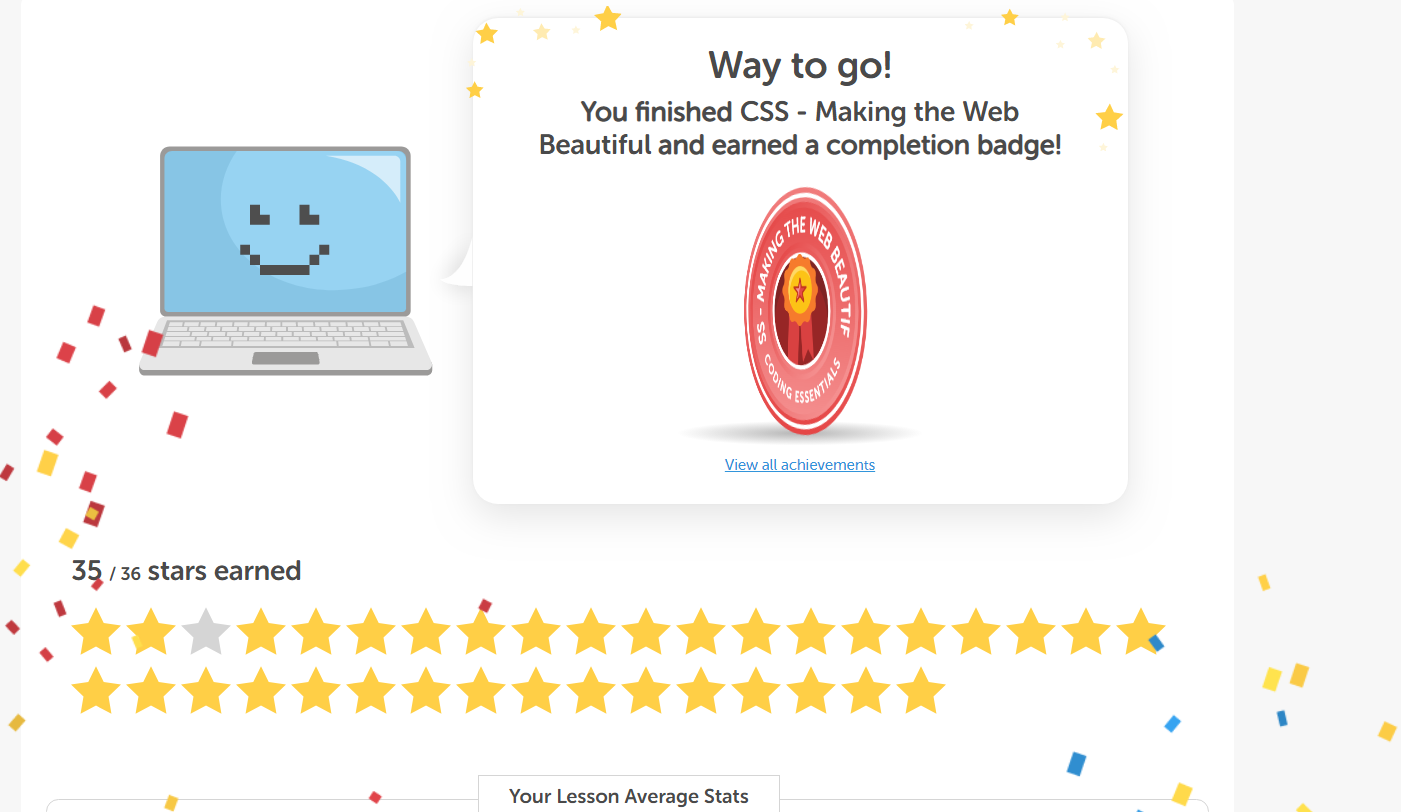 Way to go!
You finished CSS - Making the Web
Beautiful and earned a completion badge!
SS - MAKING THE WEB BEAUTIF
CODING ESSENTIALS
View all achievements
35 / 36 stars earned
Your Lesson Average Stats